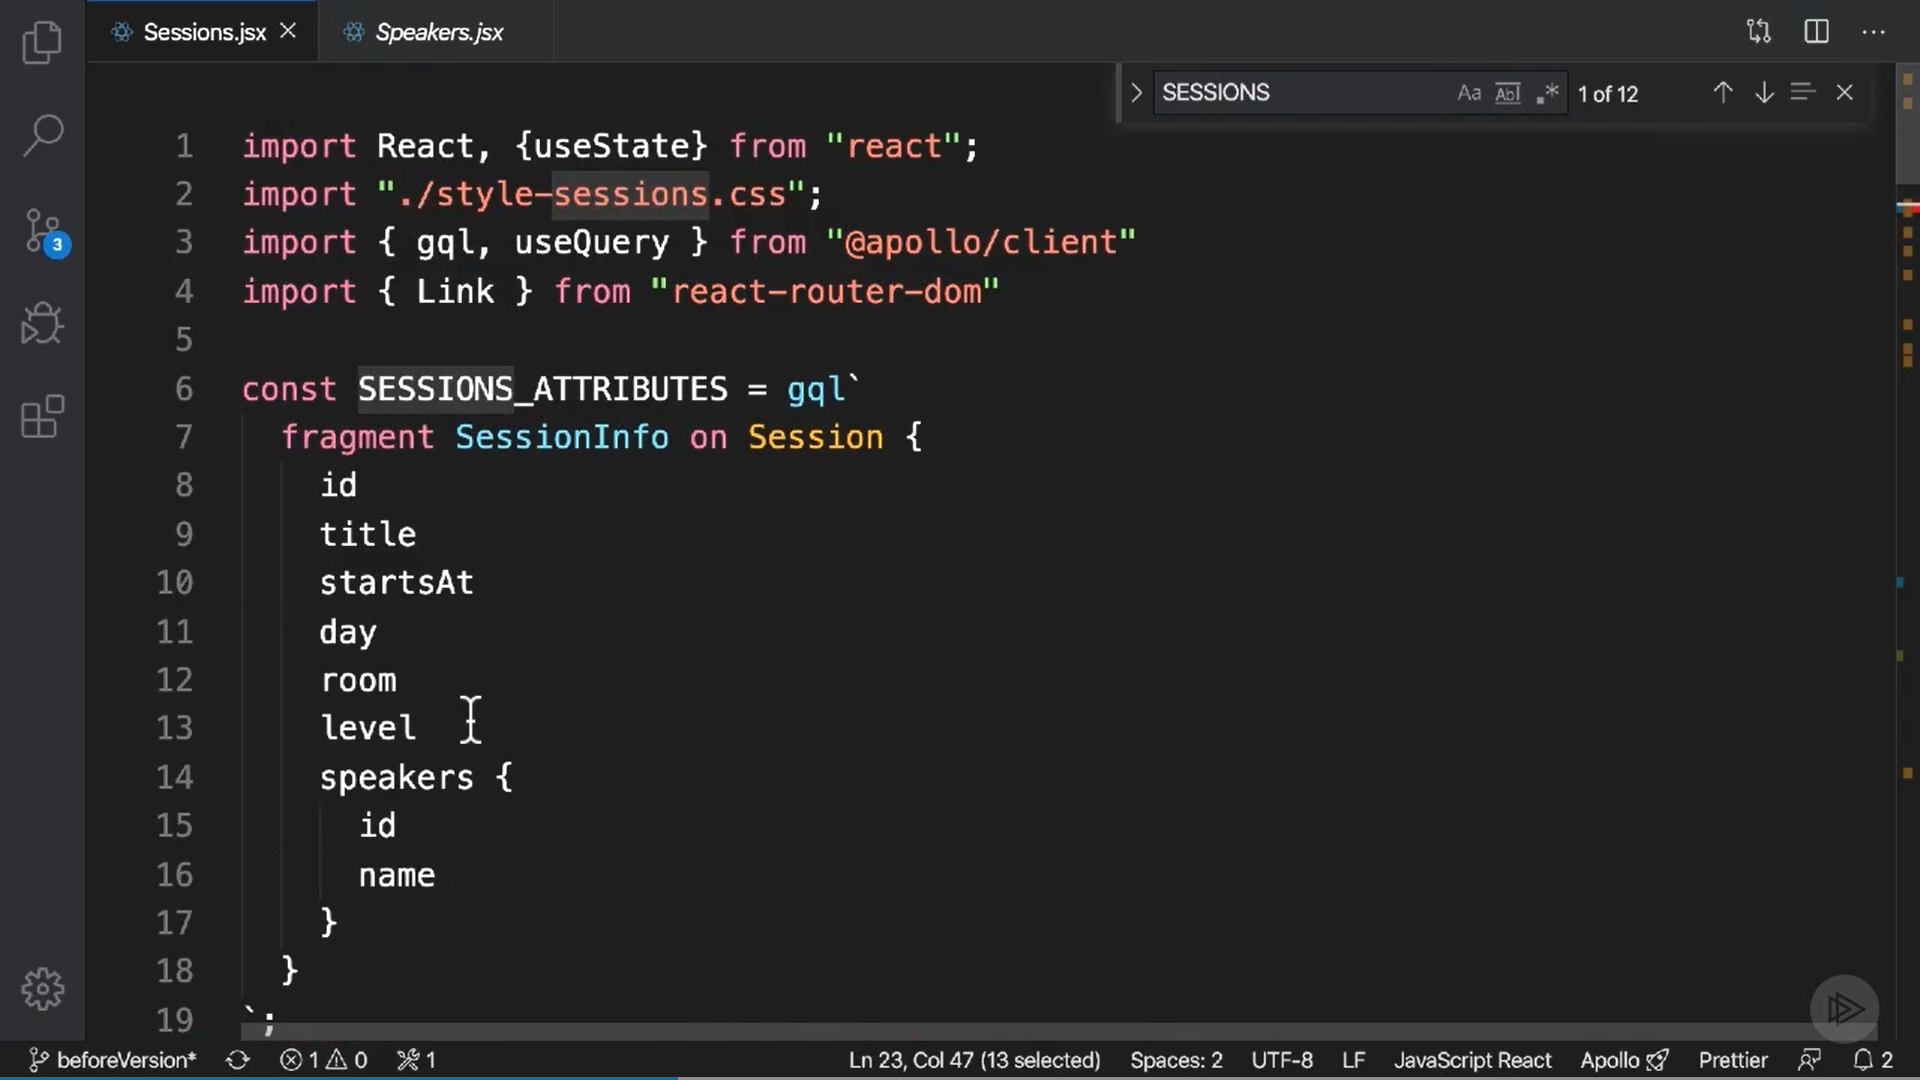 Sessions.jsx
Speakers.jsx
SESSIONS
Aa
Abl
.*
1 of 12
1 import React, {useState} from "react";
2 import "./style-sessions.css";
3 import { gql, useQuery } from "@apollo/client"
4 import { Link } from "react-router-dom"
5
6 const SESSIONS_ATTRIBUTES = gql`
7 fragment SessionInfo on Session {
8 id
9 title
10 startsAt
11 day
12 room
13 level
14 speakers {
15 id
16 name
17 }
18 }
19 `;
3
beforeVersion* 1 0 1 Ln 23, Col 47 (13 selected) Spaces: 2 UTF-8 LF JavaScript React Apollo Prettier 2